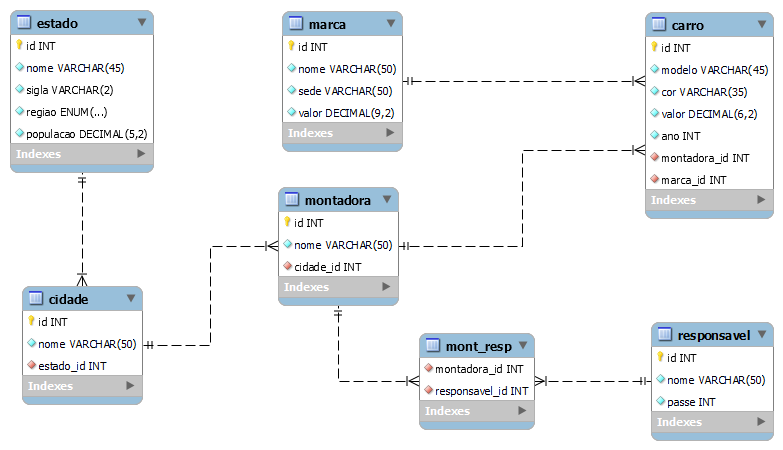 estado
id INT
nome VARCHAR(45)
sigla VARCHAR(2)
regiao ENUM(...)
populacao DECIMAL(5,2)
Indexes
marca
id INT
nome VARCHAR(50)
sede VARCHAR(50)
valor DECIMAL(9,2)
Indexes
carro
id INT
modelo VARCHAR(45)
cor VARCHAR(35)
valor DECIMAL(6,2)
ano INT
montadora_id INT
marca_id INT
Indexes
montadora
id INT
nome VARCHAR(50)
cidade_id INT
Indexes
cidade
id INT
nome VARCHAR(50)
estado_id INT
Indexes
mont_resp
montadora_id INT
responsavel_id INT
Indexes
responsavel
id INT
nome VARCHAR(50)
passe INT
Indexes